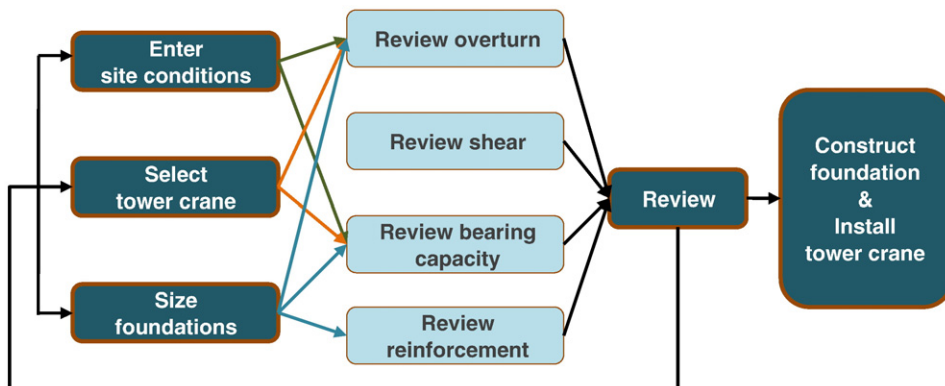 Enter
site conditions
Select
tower crane
Size
foundations
Review overturn
Review shear
Review bearing
capacity
Review
reinforcement
Review
Construct
foundation
&
Install
tower crane